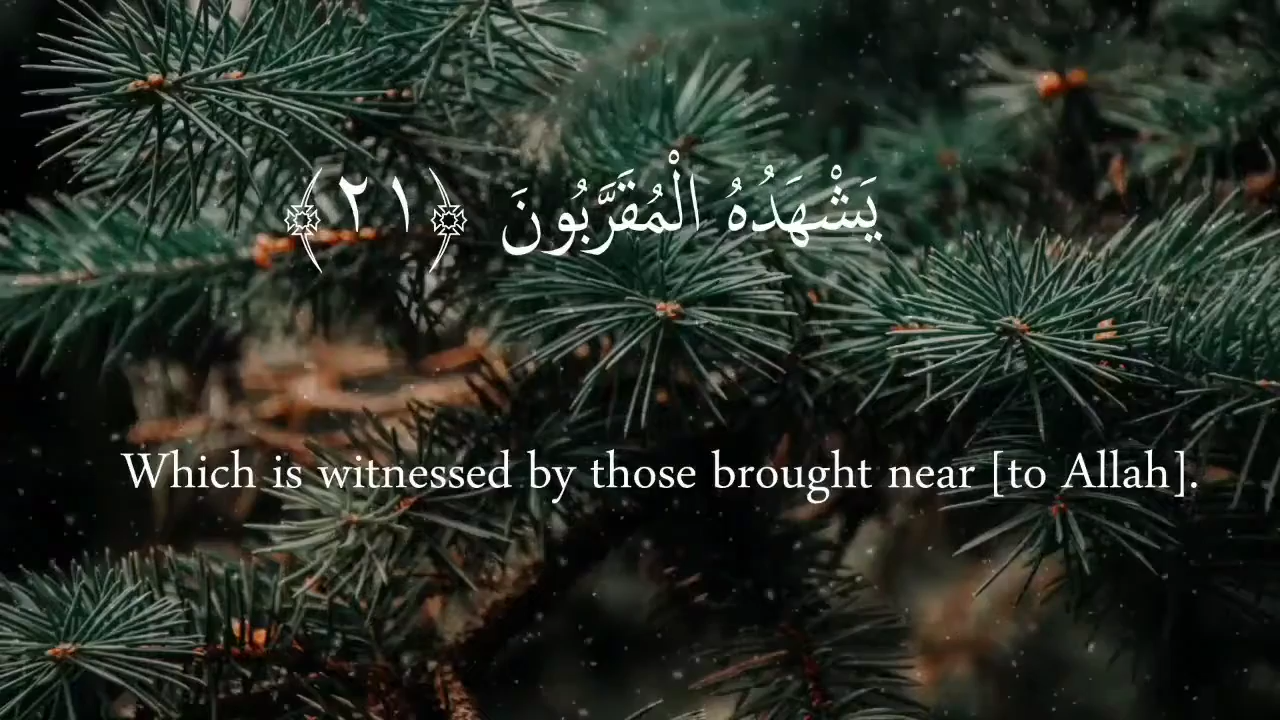 يَشْهَدُهُ الْمُقَرَّبُونَ ﴿٢١﴾
Which is witnessed by those brought near [to Allah].